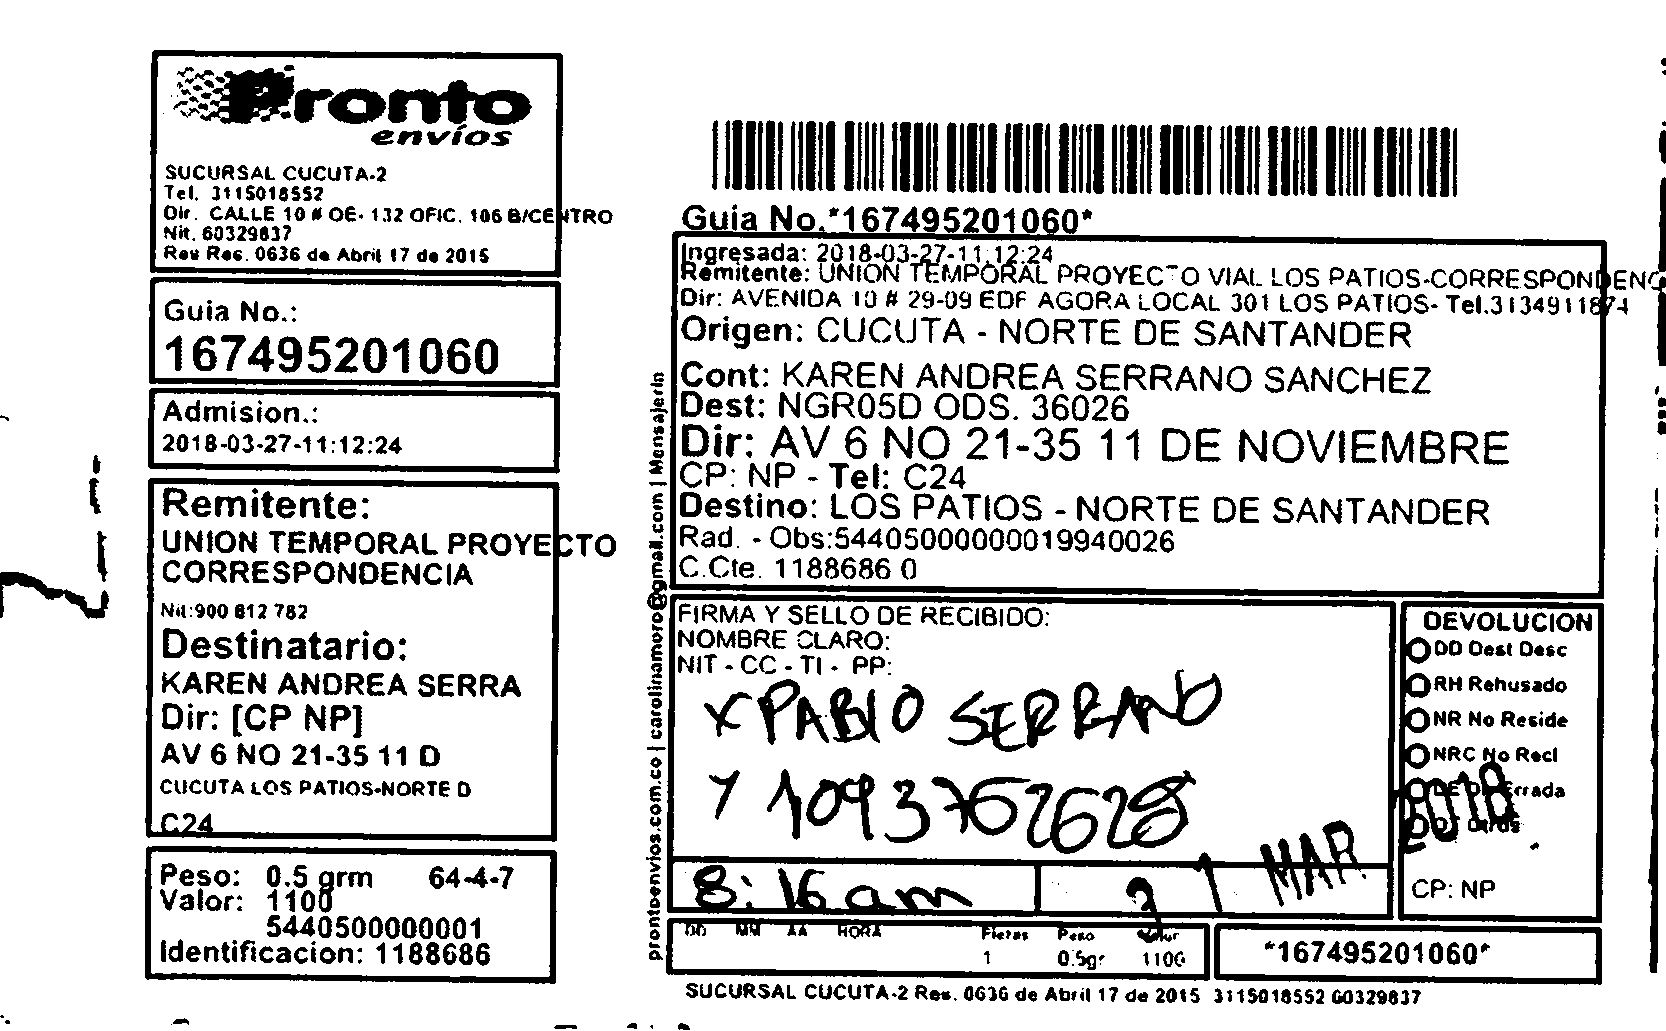 Pronto
envíos
SUCURSAL CUCUTA-2
Tel. 3115018552
Dir. CALLE 10 # OE- 132 OFIC. 106 B/CENTRO
Nit. 60329837
Res Res. 0636 de Abril 17 de 2015
Guia No.:
167495201060
Admision.:
2018-03-27-11:12:24
Remitente:
UNION TEMPORAL PROYECTO
CORRESPONDENCIA
Nit:900 812 782
Destinatario:
KAREN ANDREA SERRA
Dir: [CP NP]
AV 6 NO 21-35 11 D
CUCUTA LOS PATIOS-NORTE D
C24
Peso: 0.5 grm 64-4-7
Valor: 1100
5440500000001
Identificacion: 1188686
prontoenvios.com.co | carolinamoro@gmail.com | Mensajerin
Guia No.*167495201060*
Ingresada: 2018-03-27-11:12:24
Remitente: UNION TEMPORAL PROYECTO VIAL LOS PATIOS-CORRESPONDENC
Dir: AVENIDA 10 # 29-09 EDF AGORA LOCAL 301 LOS PATIOS- Tel.3134911874
Origen: CUCUTA - NORTE DE SANTANDER
Cont: KAREN ANDREA SERRANO SANCHEZ
Dest: NGR05D ODS. 36026
Dir: AV 6 NO 21-35 11 DE NOVIEMBRE
CP: NP - Tel: C24
Destino: LOS PATIOS - NORTE DE SANTANDER
Rad. - Obs:54405000000019940026
C.Cte. 1188686 0
FIRMA Y SELLO DE RECIBIDO:
NOMBRE CLARO:
NIT - CC - TI - PP:
X PABlO SERRANO
1093762628
8:16 am
MAR 2018
DD MM AA HORA Fletes Peso Valor
1 0.5gr 1100
DEVOLUCION
DD Dest Desc
RH Rehusado
NR No Reside
NRC No Recl
DE Di Errada
Otros
CP: NP
*167495201060*
SUCURSAL CUCUTA-2 Res. 0636 de Abril 17 de 2015 3115018552 60329837